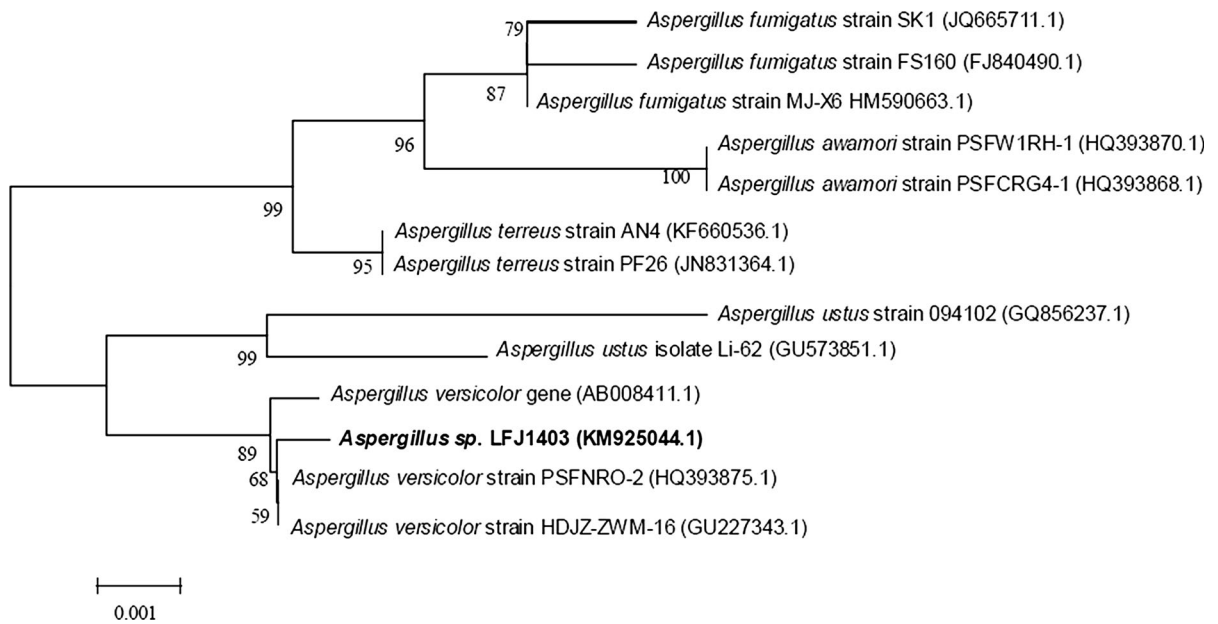 Aspergillus fumigatus strain SK1 (JQ665711.1)
79
Aspergillus fumigatus strain FS160 (FJ840490.1)
87
Aspergillus fumigatus strain MJ-X6 HM590663.1)
96
Aspergillus awamori strain PSFW1RH-1 (HQ393870.1)
100
Aspergillus awamori strain PSFCRG4-1 (HQ393868.1)
99
Aspergillus terreus strain AN4 (KF660536.1)
95
Aspergillus terreus strain PF26 (JN831364.1)
Aspergillus ustus strain 094102 (GQ856237.1)
99
Aspergillus ustus isolate Li-62 (GU573851.1)
Aspergillus versicolor gene (AB008411.1)
Aspergillus sp. LFJ1403 (KM925044.1)
89
68
Aspergillus versicolor strain PSFNRO-2 (HQ393875.1)
59
Aspergillus versicolor strain HDJZ-ZWM-16 (GU227343.1)
0.001